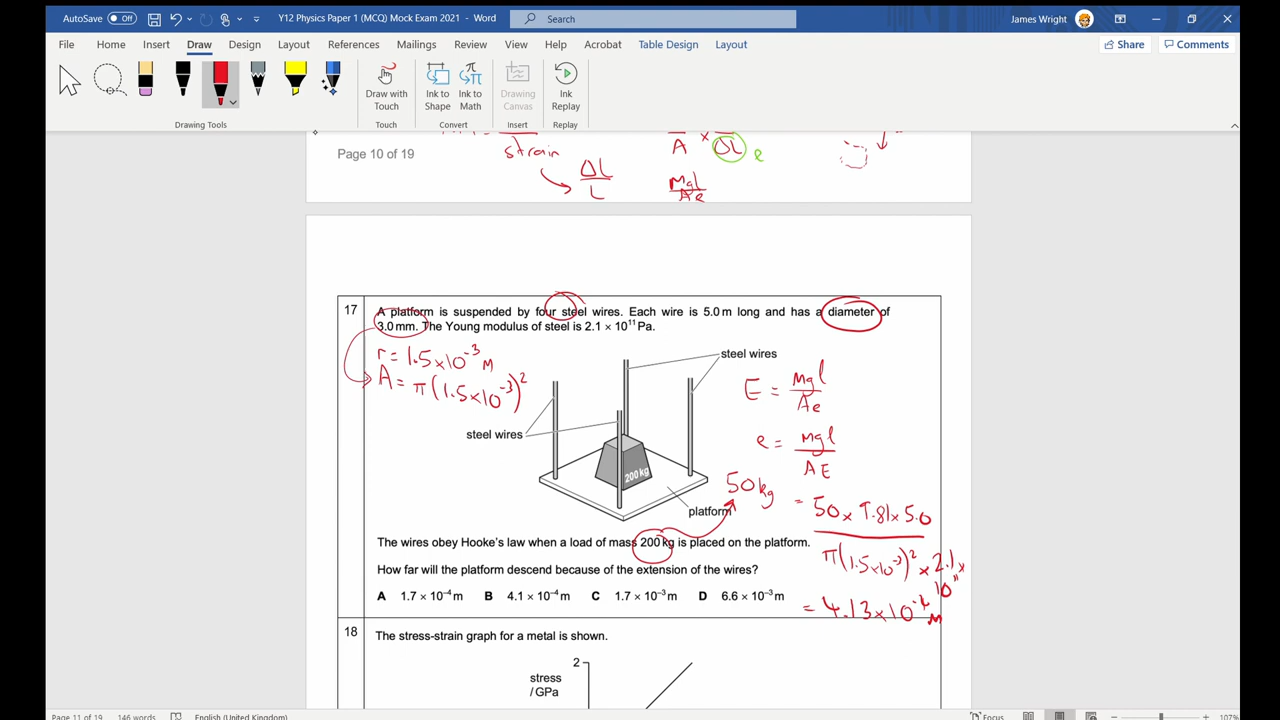 AutoSave Off Y12 Physics Paper 1 (MCQ) Mock Exam 2021 - Word Search James Wright
File Home Insert Draw Design Layout References Mailings Review View Help Acrobat Table Design Layout Share Comments
Draw with Touch
Ink to Shape
Ink to Math
Drawing Canvas
Ink Replay
Drawing Tools Touch Convert Insert Replay
Page 10 of 19
strain
Δl
L
A × Δl e
Mgl
Ae
17 A platform is suspended by four steel wires. Each wire is 5.0 m long and has a diameter of
3.0 mm. The Young modulus of steel is 2.1 × 10¹¹ Pa.
r = 1.5×10⁻³ M
A = π(1.5×10⁻³)²
steel wires
steel wires
200 kg
platform
E = Mgl
Ae
e = mgl
AE
50 kg
= 50 × 9.81 × 5.0
π(1.5×10⁻³)² × 2.1 ×
10¹¹
= 4.13×10⁻⁴
M
The wires obey Hooke's law when a load of mass 200 kg is placed on the platform.
How far will the platform descend because of the extension of the wires?
A 1.7 × 10⁻⁴ m B 4.1 × 10⁻⁴ m C 1.7 × 10⁻³ m D 6.6 × 10⁻³ m
18 The stress-strain graph for a metal is shown.
2
stress
/ GPa
Page 11 of 19 146 words English (United Kingdom) Focus 107%